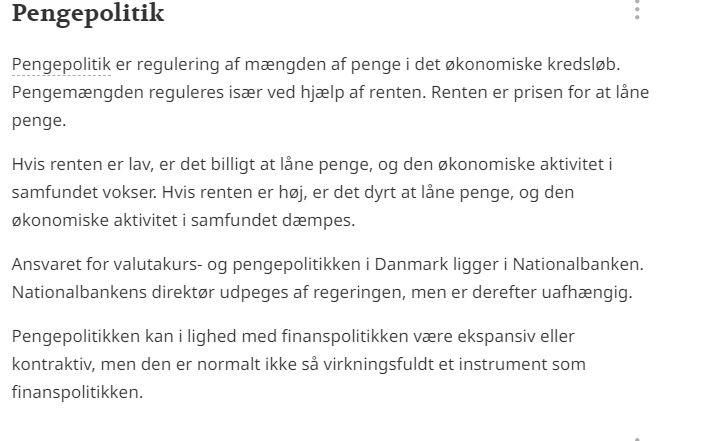 Pengepolitik
Pengepolitik er regulering af mængden af penge i det økonomiske kredsløb.
Pengemængden reguleres især ved hjælp af renten. Renten er prisen for at låne
penge.
Hvis renten er lav, er det billigt at låne penge, og den økonomiske aktivitet i
samfundet vokser. Hvis renten er høj, er det dyrt at låne penge, og den
økonomiske aktivitet i samfundet dæmpes.
Ansvaret for valutakurs- og pengepolitikken i Danmark ligger i Nationalbanken.
Nationalbankens direktør udpeges af regeringen, men er derefter uafhængig.
Pengepolitikken kan i lighed med finanspolitikken være ekspansiv eller
kontraktiv, men den er normalt ikke så virkningsfuldt et instrument som
finanspolitikken.